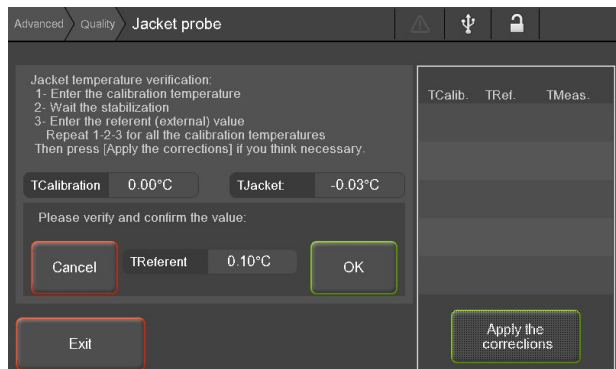 Advanced Quality Jacket probe
Jacket temperature verification:
1- Enter the calibration temperature
2- Wait the stabilization
3- Enter the referent (external) value
Repeat 1-2-3 for all the calibration temperatures
Then press [Apply the corrections] if you think necessary.
TCalibration 0.00°C TJacket: -0.03°C
Please verify and confirm the value:
Cancel TReferent 0.10°C OK
Exit
TCalib. TRef. TMeas.
Apply the
corrections